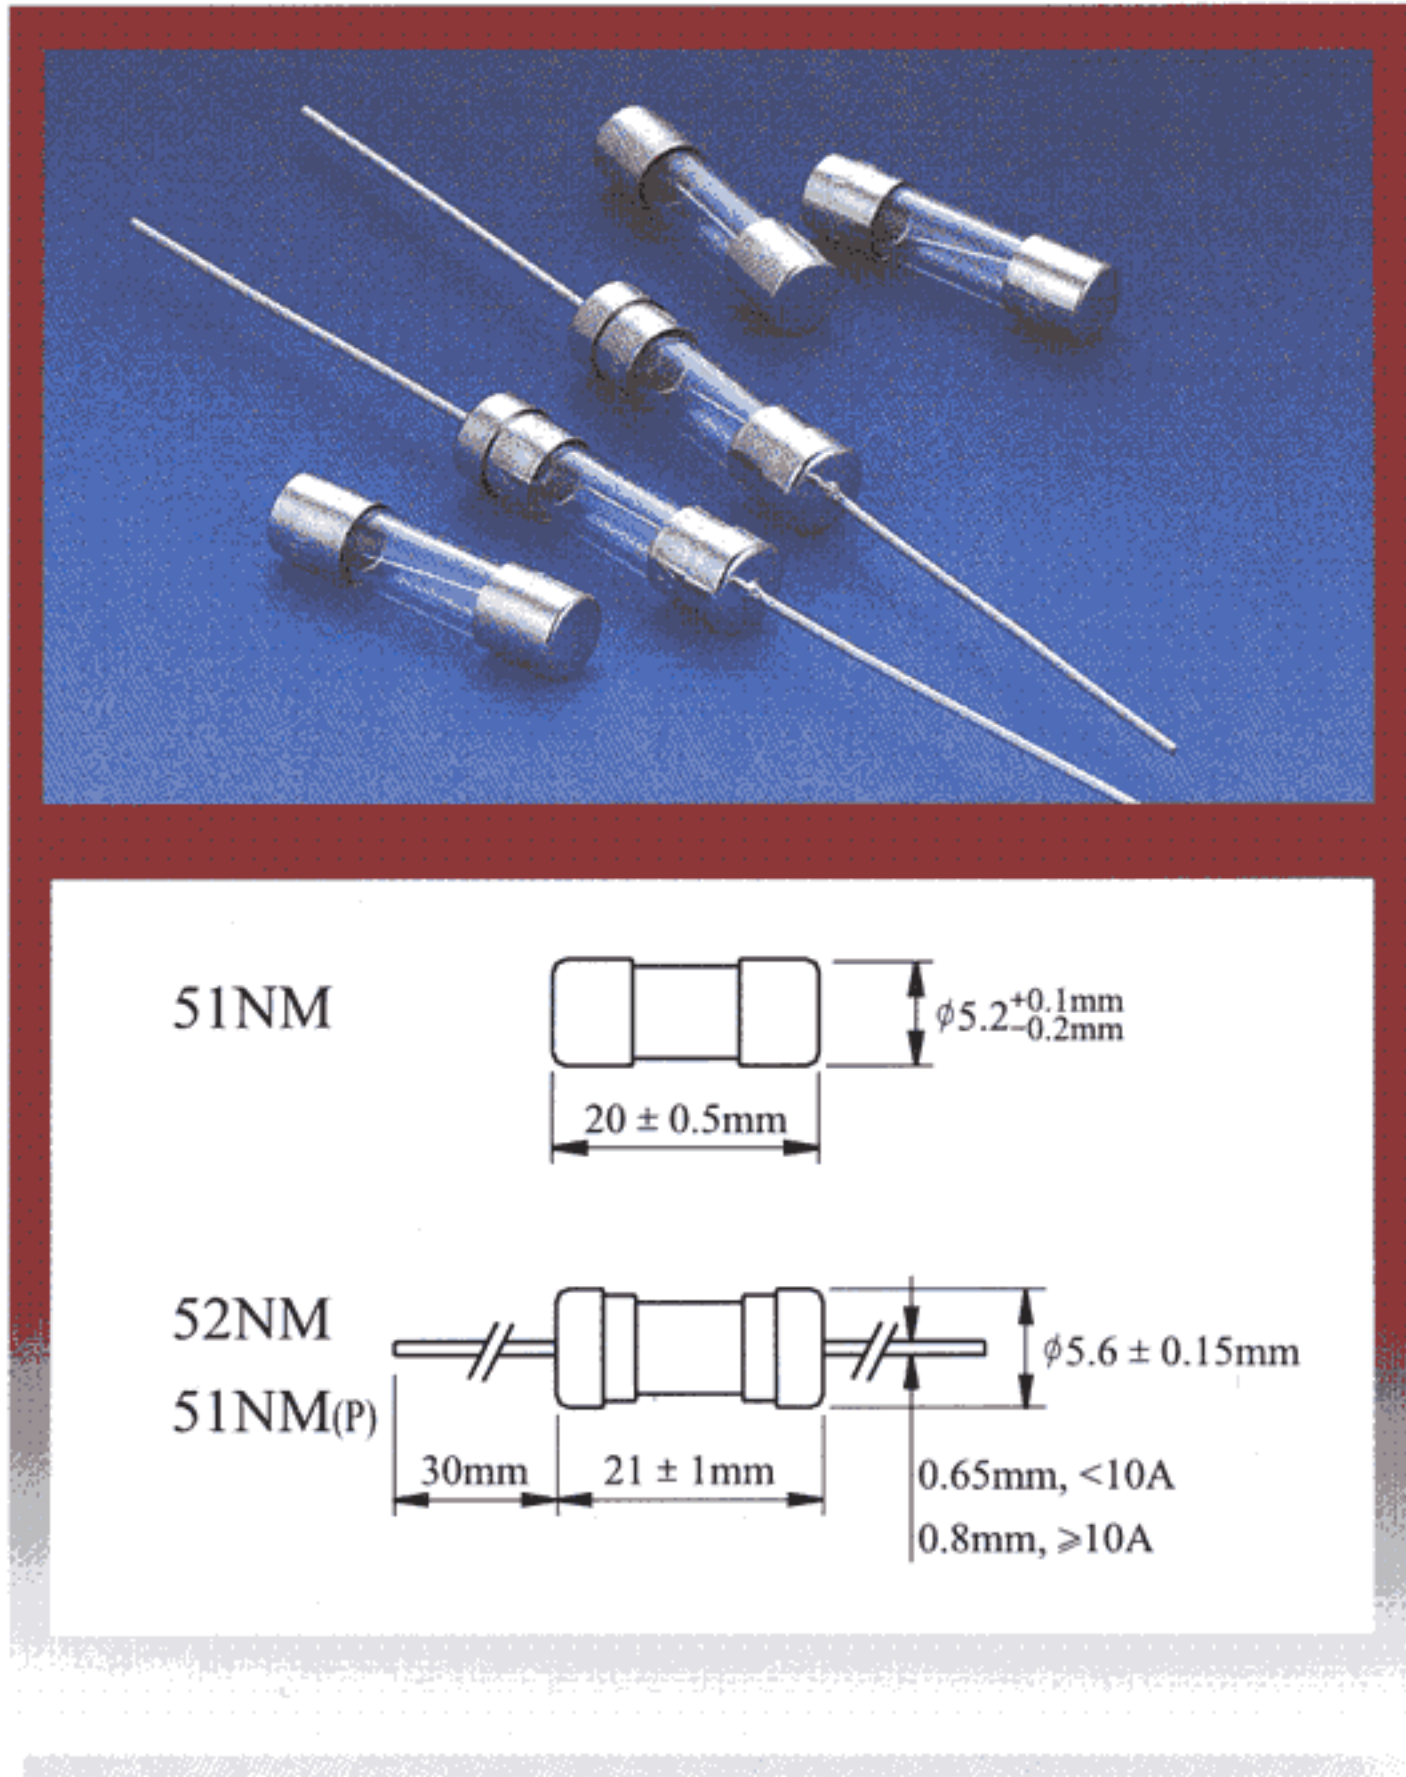 51NM
ϕ5.2+0.1mm
−0.2mm
20 ± 0.5mm
52NM
51NM(P)
ϕ5.6 ± 0.15mm
30mm
21 ± 1mm
0.65mm, <10A
0.8mm, ⩾10A